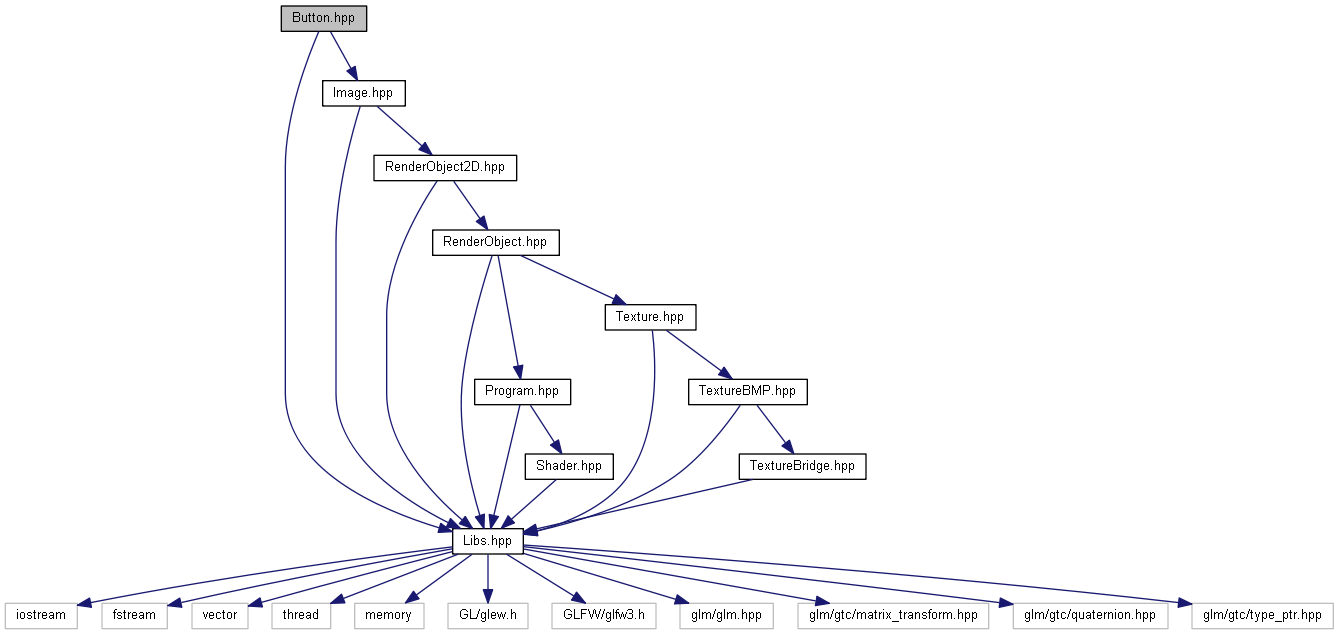 Button.hpp
Image.hpp
RenderObject2D.hpp
RenderObject.hpp
Texture.hpp
Program.hpp
TextureBMP.hpp
Shader.hpp
TextureBridge.hpp
Libs.hpp
iostream
fstream
vector
thread
memory
GL/glew.h
GLFW/glfw3.h
glm/glm.hpp
glm/gtc/matrix_transform.hpp
glm/gtc/quaternion.hpp
glm/gtc/type_ptr.hpp